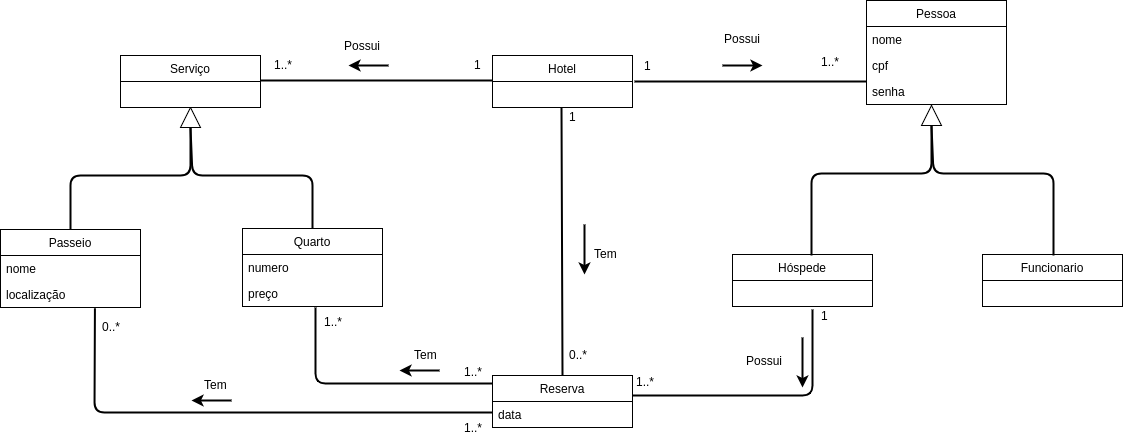 Pessoa
nome
cpf
senha
Possui
1..*
1
Serviço
Hotel
1
Possui
1..*
1
Tem
Passeio
nome
localização
Quarto
numero
preço
Hóspede
Funcionario
0..*
1..*
Tem
1..*
0..*
1
Possui
1..*
Tem
Reserva
data
1..*